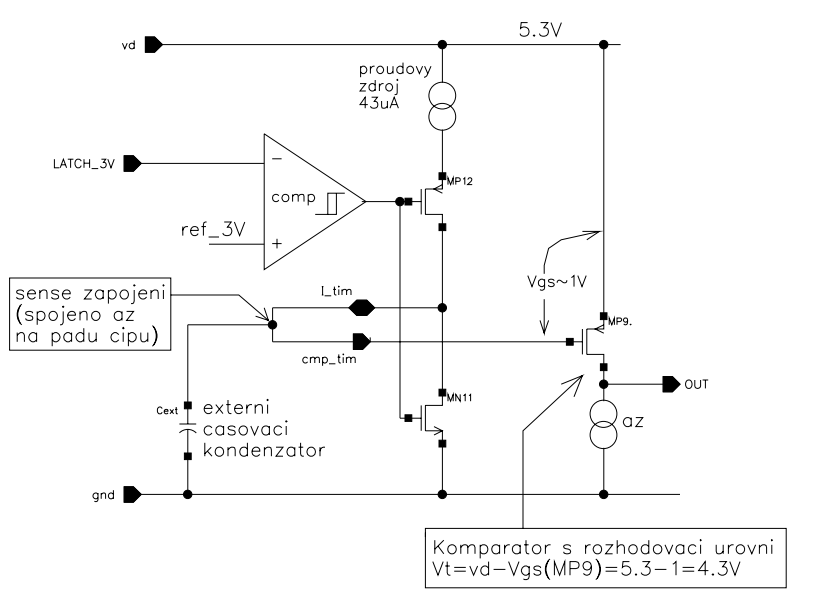 vd
5.3V
proudovy
zdroj
43uA
LATCH_3V
MP12
comp
ref_3V
Vgs~1V
sense zapojeni
(spojeno az
na padu cipu)
I_tim
MP9.
cmp_tim
OUT
MN11
Cext
externi
casovaci
kondenzator
az
gnd
Komparator s rozhodovaci urovni
Vt=vd-Vgs(MP9)=5.3-1=4.3V